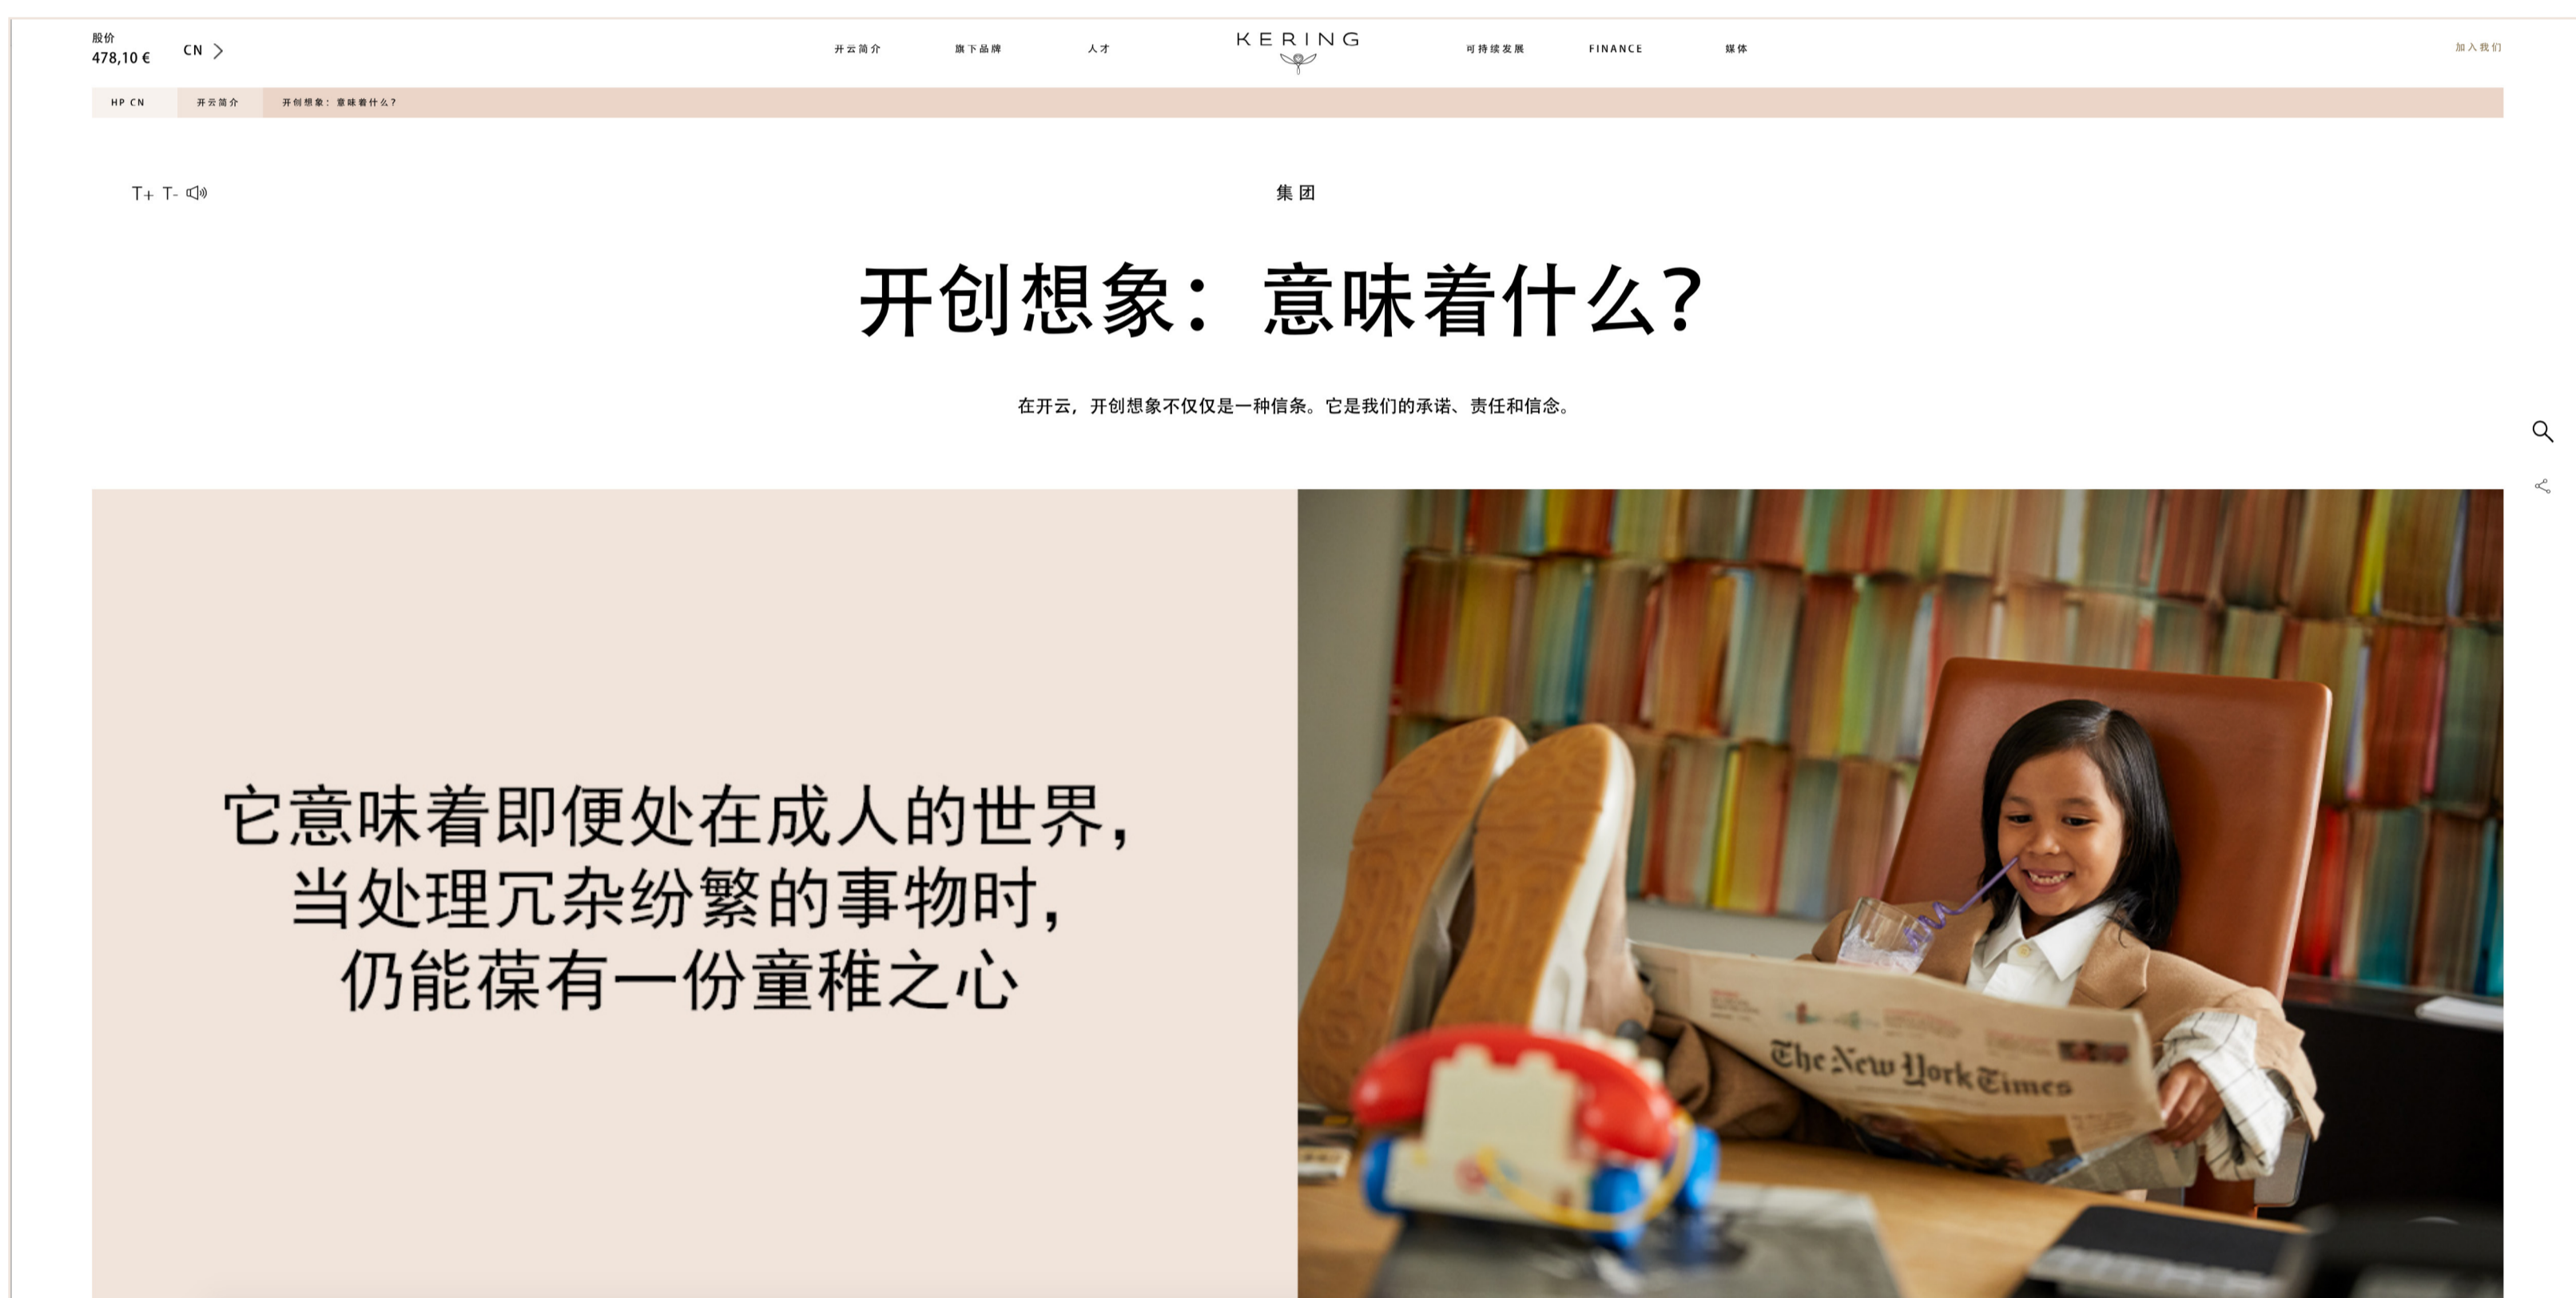 股价
478,10 €
CN
开云简介
旗下品牌
人才
KERING
可持续发展
FINANCE
媒体
加入我们
HP CN
开云简介
开创想象：意味着什么？
T+ T-
集团
开创想象：意味着什么？
在开云，开创想象不仅仅是一种信条。它是我们的承诺、责任和信念。
它意味着即便处在成人的世界，
当处理冗杂纷繁的事物时，
仍能葆有一份童稚之心
The New York Times